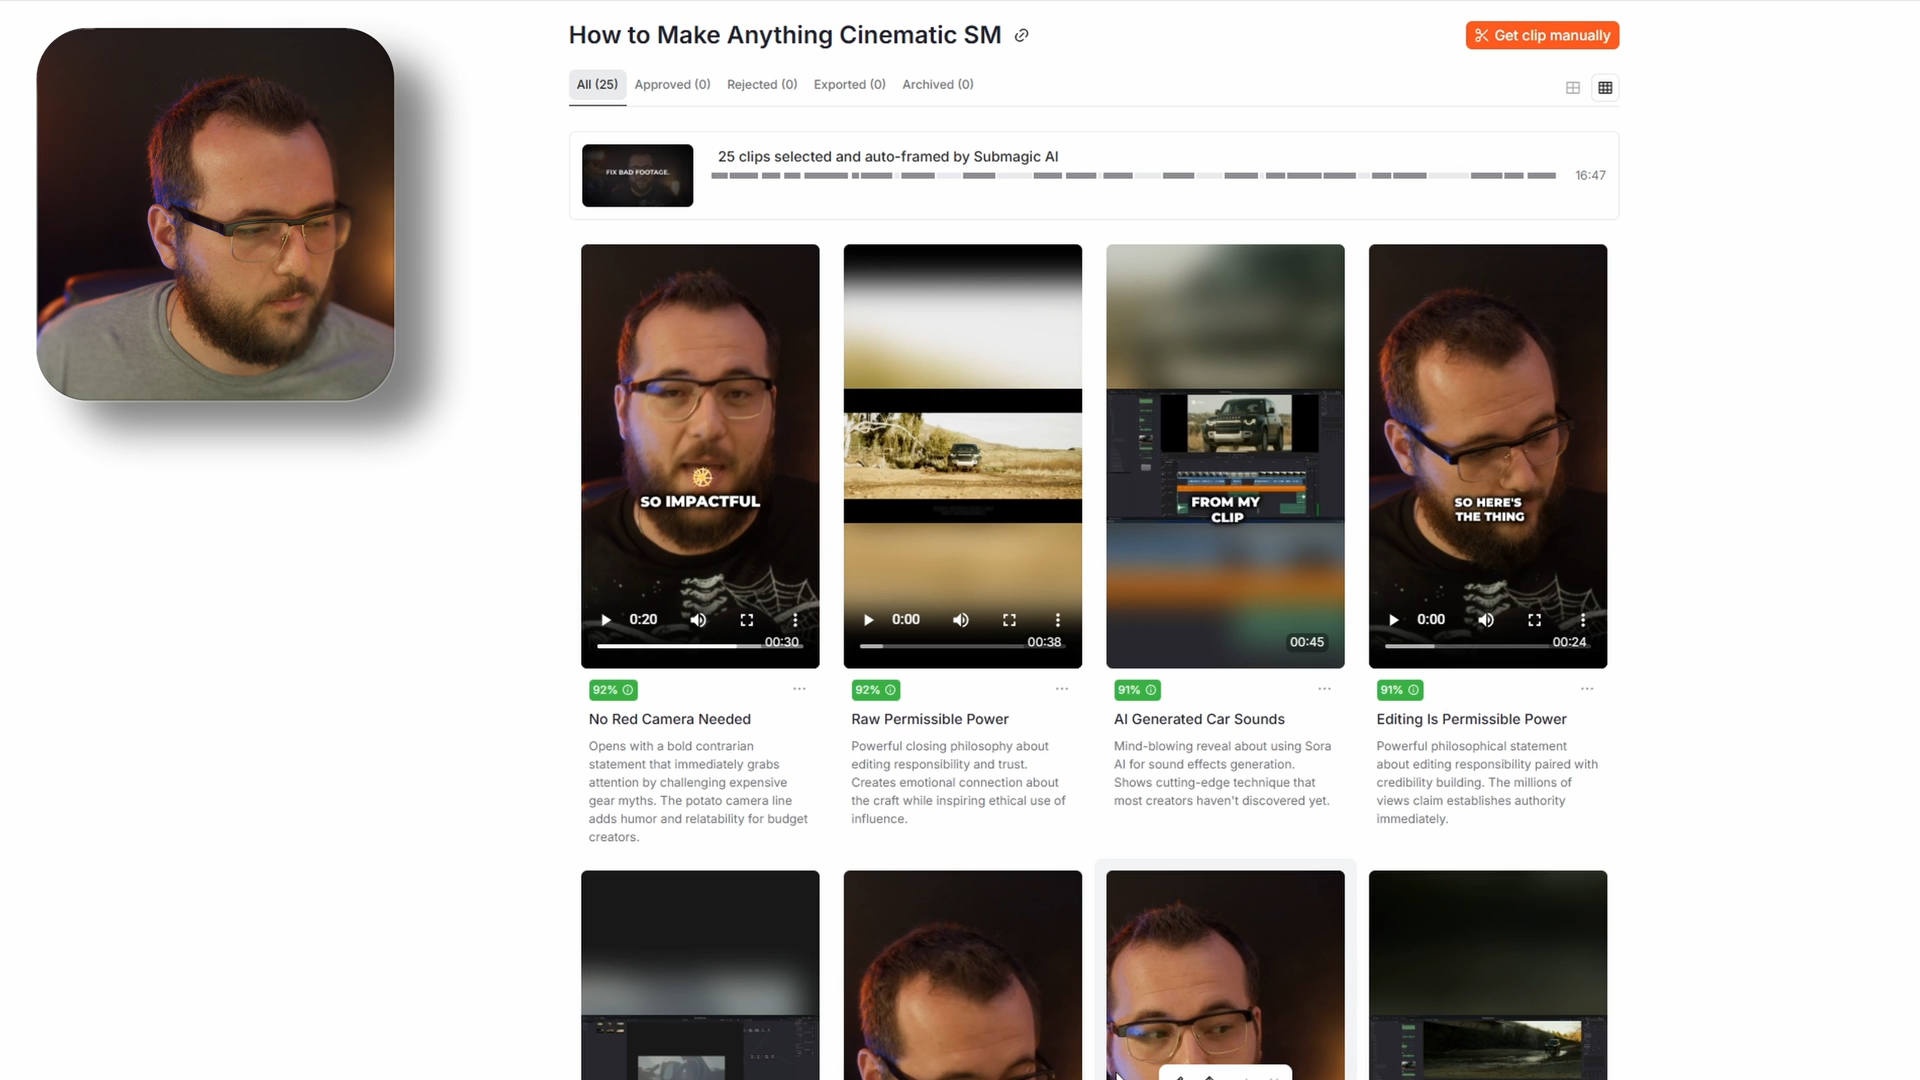 How to Make Anything Cinematic SM
Get clip manually
All (25)
Approved (0)
Rejected (0)
Exported (0)
Archived (0)
FIX BAD FOOTAGE.
25 clips selected and auto-framed by Submagic AI
16:47
SO IMPACTFUL
0:20
00:30
0:00
00:38
FROM MY
CLIP
00:45
SO HERE'S
THE THING
0:00
00:24
92%
No Red Camera Needed
Opens with a bold contrarian
statement that immediately grabs
attention by challenging expensive
gear myths. The potato camera line
adds humor and relatability for budget
creators.
92%
Raw Permissible Power
Powerful closing philosophy about
editing responsibility and trust.
Creates emotional connection about
the craft while inspiring ethical use of
influence.
91%
AI Generated Car Sounds
Mind-blowing reveal about using Sora
AI for sound effects generation.
Shows cutting-edge technique that
most creators haven't discovered yet.
91%
Editing Is Permissible Power
Powerful philosophical statement
about editing responsibility paired with
credibility building. The millions of
views claim establishes authority
immediately.